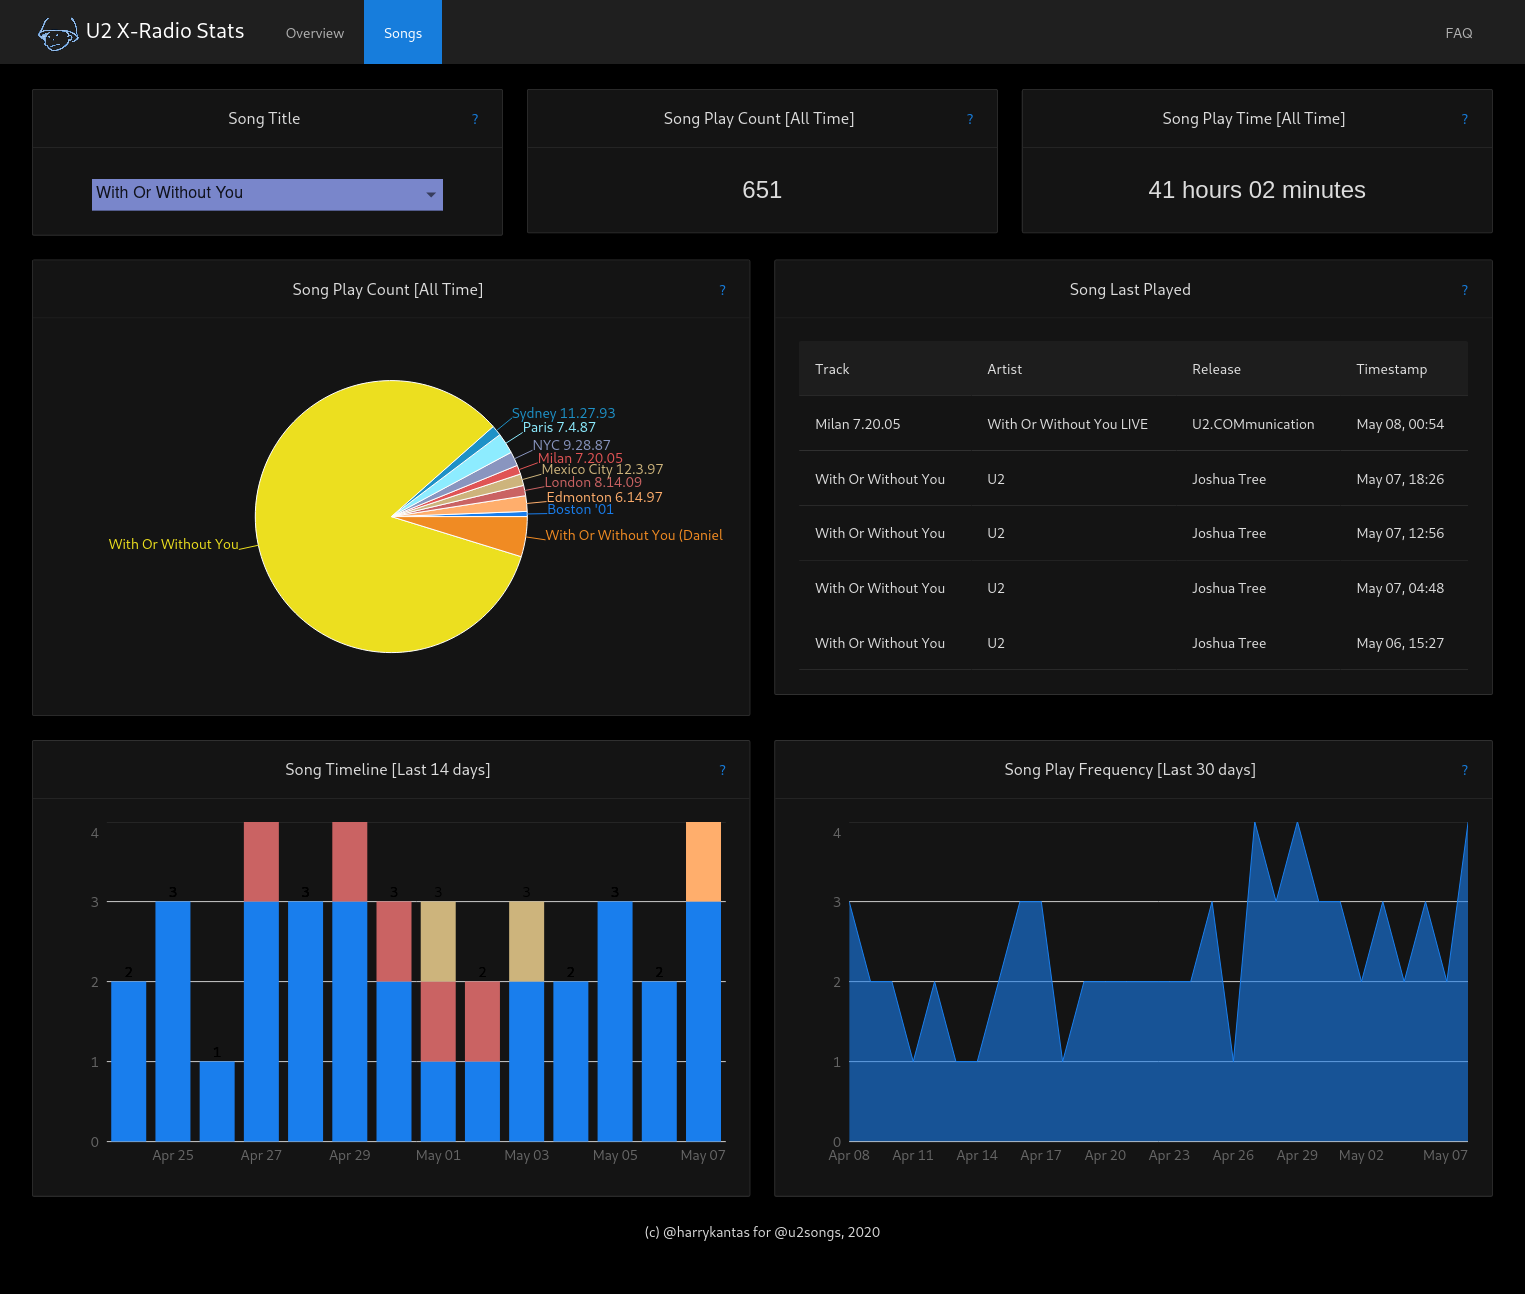 U2 X-Radio Stats
Overview
Songs
FAQ
Song Title
?
With Or Without You
Song Play Count [All Time]
?
651
Song Play Time [All Time]
?
41 hours 02 minutes
Song Play Count [All Time]
?
Sydney 11.27.93
Paris 7.4.87
NYC 9.28.87
Milan 7.20.05
Mexico City 12.3.97
London 8.14.09
Edmonton 6.14.97
Boston '01
With Or Without You (Daniel
With Or Without You
Song Last Played
?
Track Artist Release Timestamp
Milan 7.20.05 With Or Without You LIVE U2.COMmunication May 08, 00:54
With Or Without You U2 Joshua Tree May 07, 18:26
With Or Without You U2 Joshua Tree May 07, 12:56
With Or Without You U2 Joshua Tree May 07, 04:48
With Or Without You U2 Joshua Tree May 06, 15:27
Song Timeline [Last 14 days]
?
4
3
2
1
0
2 3 1 3 3 3 2 3 2 3 2
Apr 25 Apr 27 Apr 29 May 01 May 03 May 05 May 07
Song Play Frequency [Last 30 days]
?
4
3
2
1
0
Apr 08 Apr 11 Apr 14 Apr 17 Apr 20 Apr 23 Apr 26 Apr 29 May 02 May 07
(c) @harrykantas for @u2songs, 2020